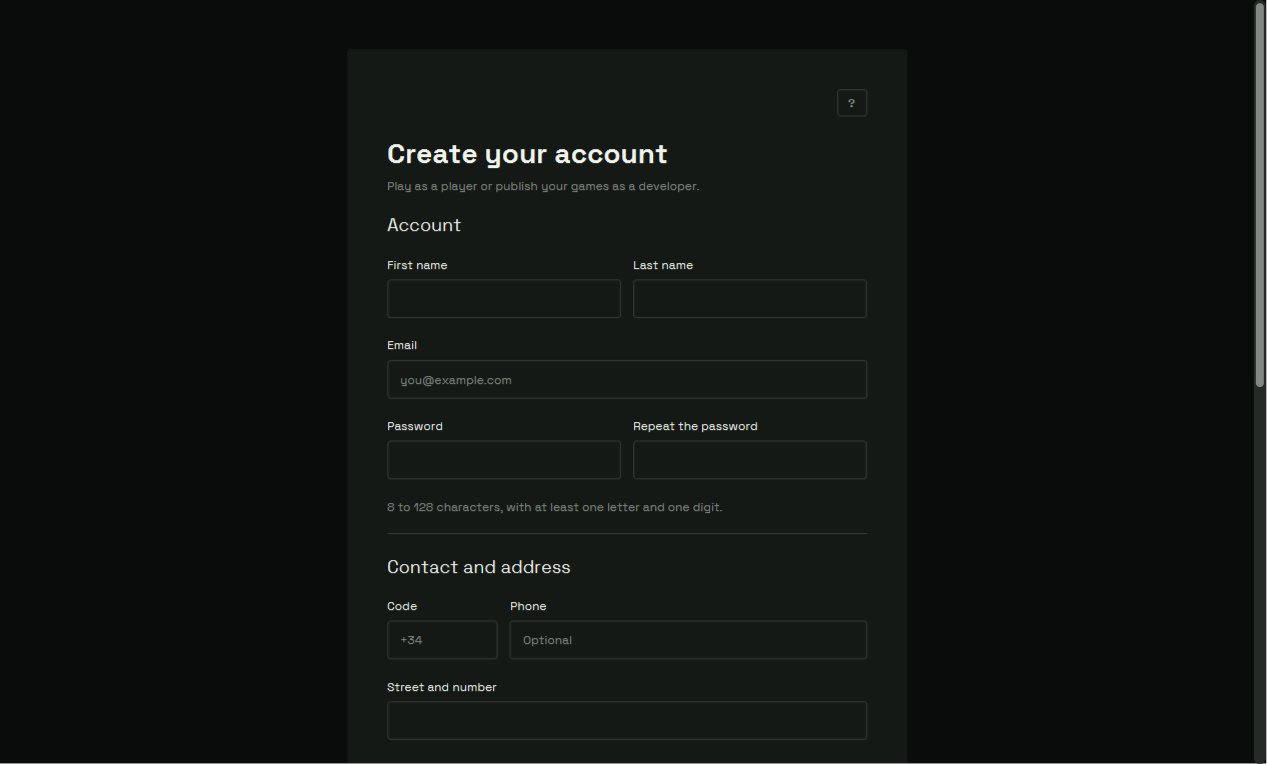 ?
Create your account
Play as a player or publish your games as a developer.
Account
First name Last name
Email
you@example.com
Password Repeat the password
8 to 128 characters, with at least one letter and one digit.
Contact and address
Code Phone
+34 Optional
Street and number